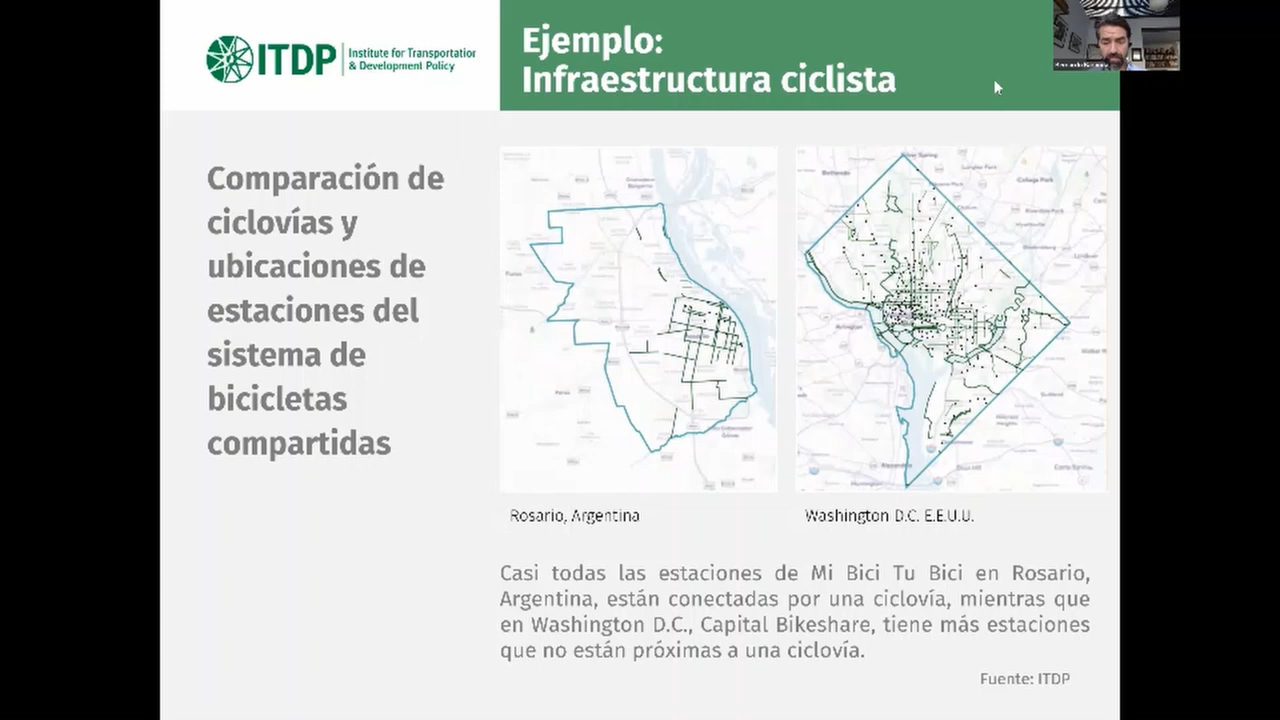 ITDP
Institute for Transportation
& Development Policy
Ejemplo:
Infraestructura ciclista
Comparación de
ciclovías y
ubicaciones de
estaciones del
sistema de
bicicletas
compartidas
Rosario, Argentina
Washington D.C. E.E.U.U.
Casi todas las estaciones de Mi Bici Tu Bici en Rosario,
Argentina, están conectadas por una ciclovía, mientras que
en Washington D.C., Capital Bikeshare, tiene más estaciones
que no están próximas a una ciclovía.
Fuente: ITDP